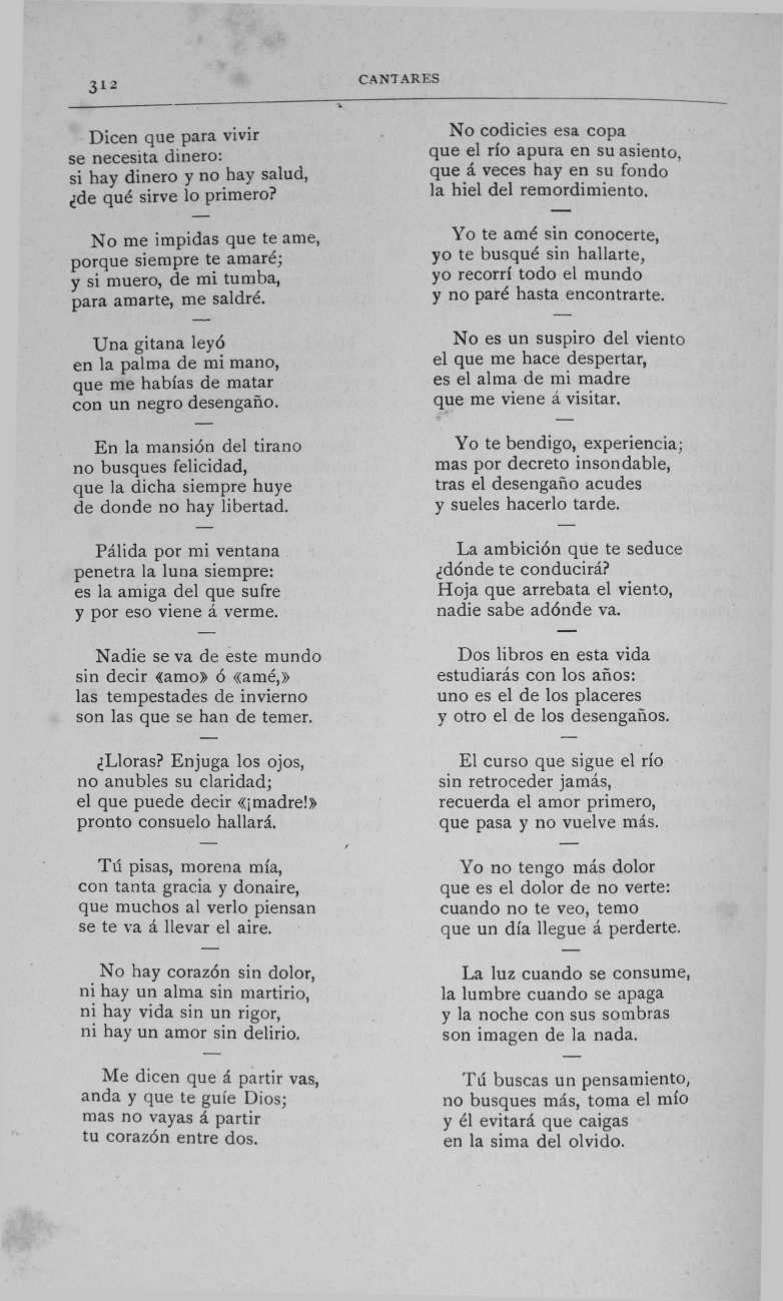 312
CANTARES
Dicen que para vivir
se necesita dinero:
si hay dinero y no hay salud,
¿de qué sirve lo primero?
—
No me impidas que te ame,
porque siempre te amaré;
y si muero, de mi tumba,
para amarte, me saldré.
—
Una gitana leyó
en la palma de mi mano,
que me habías de matar
con un negro desengaño.
—
En la mansión del tirano
no busques felicidad,
que la dicha siempre huye
de donde no hay libertad.
—
Pálida por mi ventana
penetra la luna siempre:
es la amiga del que sufre
y por eso viene á verme.
—
Nadie se va de este mundo
sin decir «amo» ó «amé,»
las tempestades de invierno
son las que se han de temer.
—
¿Lloras? Enjuga los ojos,
no anubles su claridad;
el que puede decir «¡madre!»
pronto consuelo hallará.
—
Tú pisas, morena mía,
con tanta gracia y donaire,
que muchos al verlo piensan
se te va á llevar el aire.
—
No hay corazón sin dolor,
ni hay un alma sin martirio,
ni hay vida sin un rigor,
ni hay un amor sin delirio.
—
Me dicen que á partir vas,
anda y que te guíe Dios;
mas no vayas á partir
tu corazón entre dos.
No codicies esa copa
que el río apura en su asiento,
que á veces hay en su fondo
la hiel del remordimiento.
—
Yo te amé sin conocerte,
yo te busqué sin hallarte,
yo recorrí todo el mundo
y no paré hasta encontrarte.
—
No es un suspiro del viento
el que me hace despertar,
es el alma de mi madre
que me viene á visitar.
—
Yo te bendigo, experiencia;
mas por decreto insondable,
tras el desengaño acudes
y sueles hacerlo tarde.
—
La ambición que te seduce
¿dónde te conducirá?
Hoja que arrebata el viento,
nadie sabe adónde va.
—
Dos libros en esta vida
estudiarás con los años:
uno es el de los placeres
y otro el de los desengaños.
—
El curso que sigue el río
sin retroceder jamás,
recuerda el amor primero,
que pasa y no vuelve más.
—
Yo no tengo más dolor
que es el dolor de no verte:
cuando no te veo, temo
que un día llegue á perderte.
—
La luz cuando se consume,
la lumbre cuando se apaga
y la noche con sus sombras
son imagen de la nada.
—
Tú buscas un pensamiento,
no busques más, toma el mío
y él evitará que caigas
en la sima del olvido.